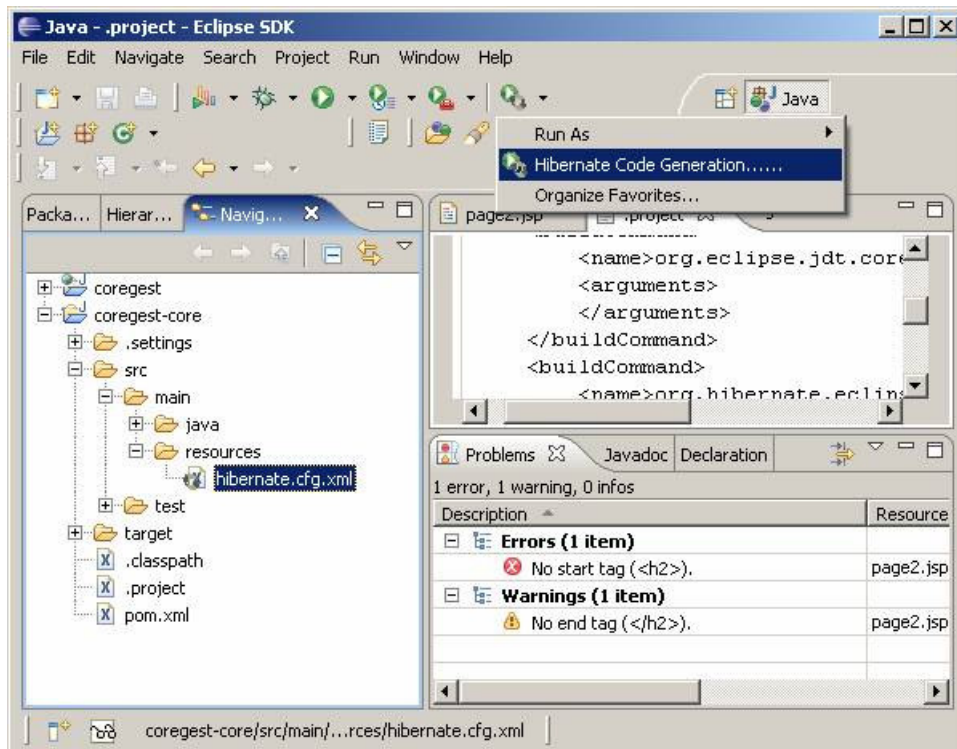 Java - .project - Eclipse SDK
File Edit Navigate Search Project Run Window Help
Java
Run As
Hibernate Code Generation......
Organize Favorites...
Packa... Hierar... Navig...
page2.jsp .project
coregest
coregest-core
.settings
src
main
java
resources
hibernate.cfg.xml
test
target
.classpath
.project
pom.xml
<name>org.eclipse.jdt.core
<arguments>
</arguments>
</buildCommand>
<buildCommand>
<name>org.hibernate.eclips
Problems Javadoc Declaration
1 error, 1 warning, 0 infos
Description Resource
Errors (1 item)
No start tag (<h2>). page2.jsp
Warnings (1 item)
No end tag (</h2>). page2.jsp
coregest-core/src/main/...rces/hibernate.cfg.xml